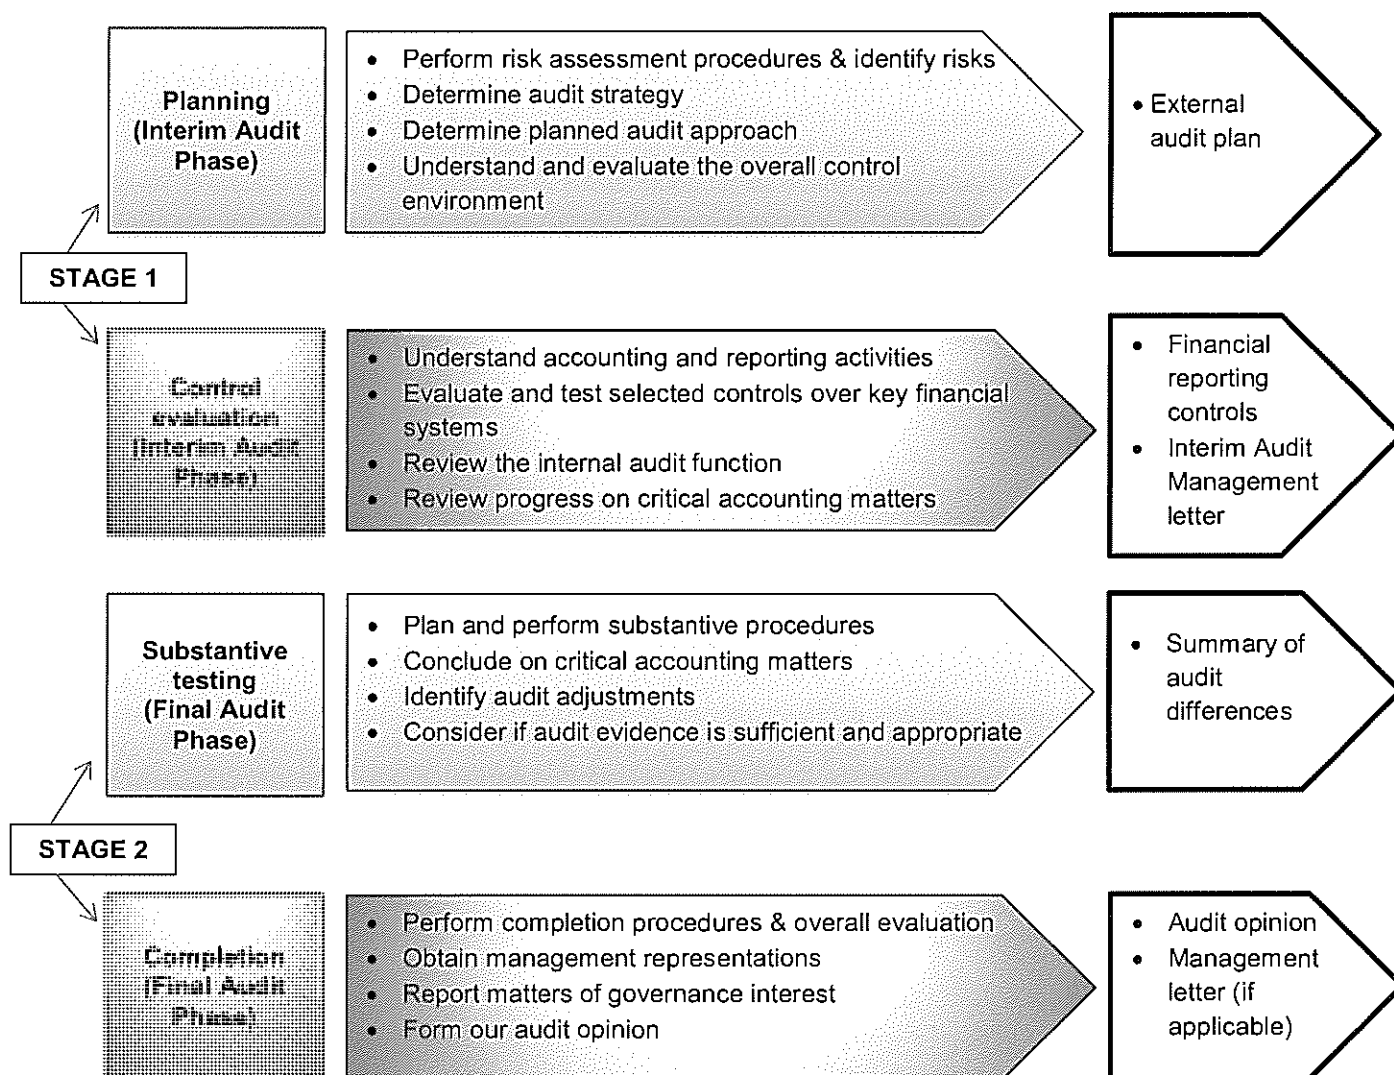 Planning
(Interim Audit
Phase)
• Perform risk assessment procedures & identify risks
• Determine audit strategy
• Determine planned audit approach
• Understand and evaluate the overall control
environment
• External
audit plan
STAGE 1
Control
evaluation
(Interim Audit
Phase)
• Understand accounting and reporting activities
• Evaluate and test selected controls over key financial
systems
• Review the internal audit function
• Review progress on critical accounting matters
• Financial
reporting
controls
• Interim Audit
Management
letter
Substantive
testing
(Final Audit
Phase)
• Plan and perform substantive procedures
• Conclude on critical accounting matters
• Identify audit adjustments
• Consider if audit evidence is sufficient and appropriate
• Summary of
audit
differences
STAGE 2
Completion
(Final Audit
Phase)
• Perform completion procedures & overall evaluation
• Obtain management representations
• Report matters of governance interest
• Form our audit opinion
• Audit opinion
• Management
letter (if
applicable)